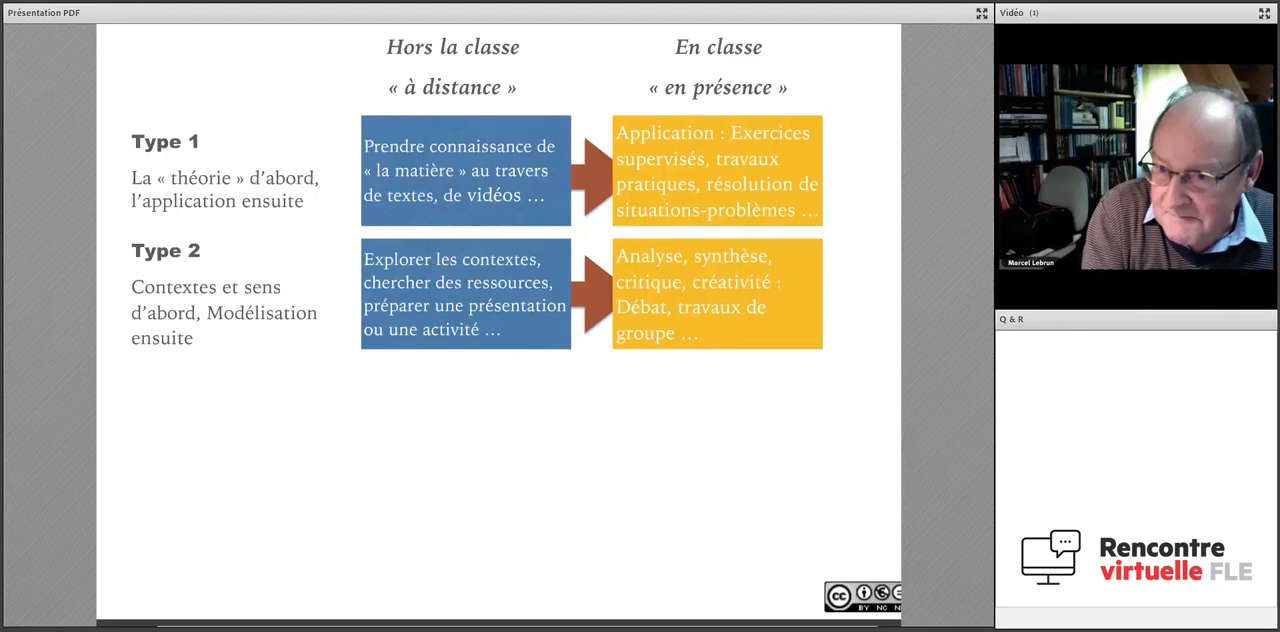 Présentation PDF
Vidéo (1)
Hors la classe
« à distance »
En classe
« en présence »
Type 1
La « théorie » d'abord,
l'application ensuite
Prendre connaissance de
« la matière » au travers
de textes, de vidéos …
Application : Exercices
supervisés, travaux
pratiques, résolution de
situations-problèmes …
Type 2
Contextes et sens
d'abord, Modélisation
ensuite
Explorer les contextes,
chercher des ressources,
préparer une présentation
ou une activité …
Analyse, synthèse,
critique, créativité :
Débat, travaux de
groupe …
Marcel Lebrun
Q & R
Rencontre
virtuelle FLE
cc
BY NC